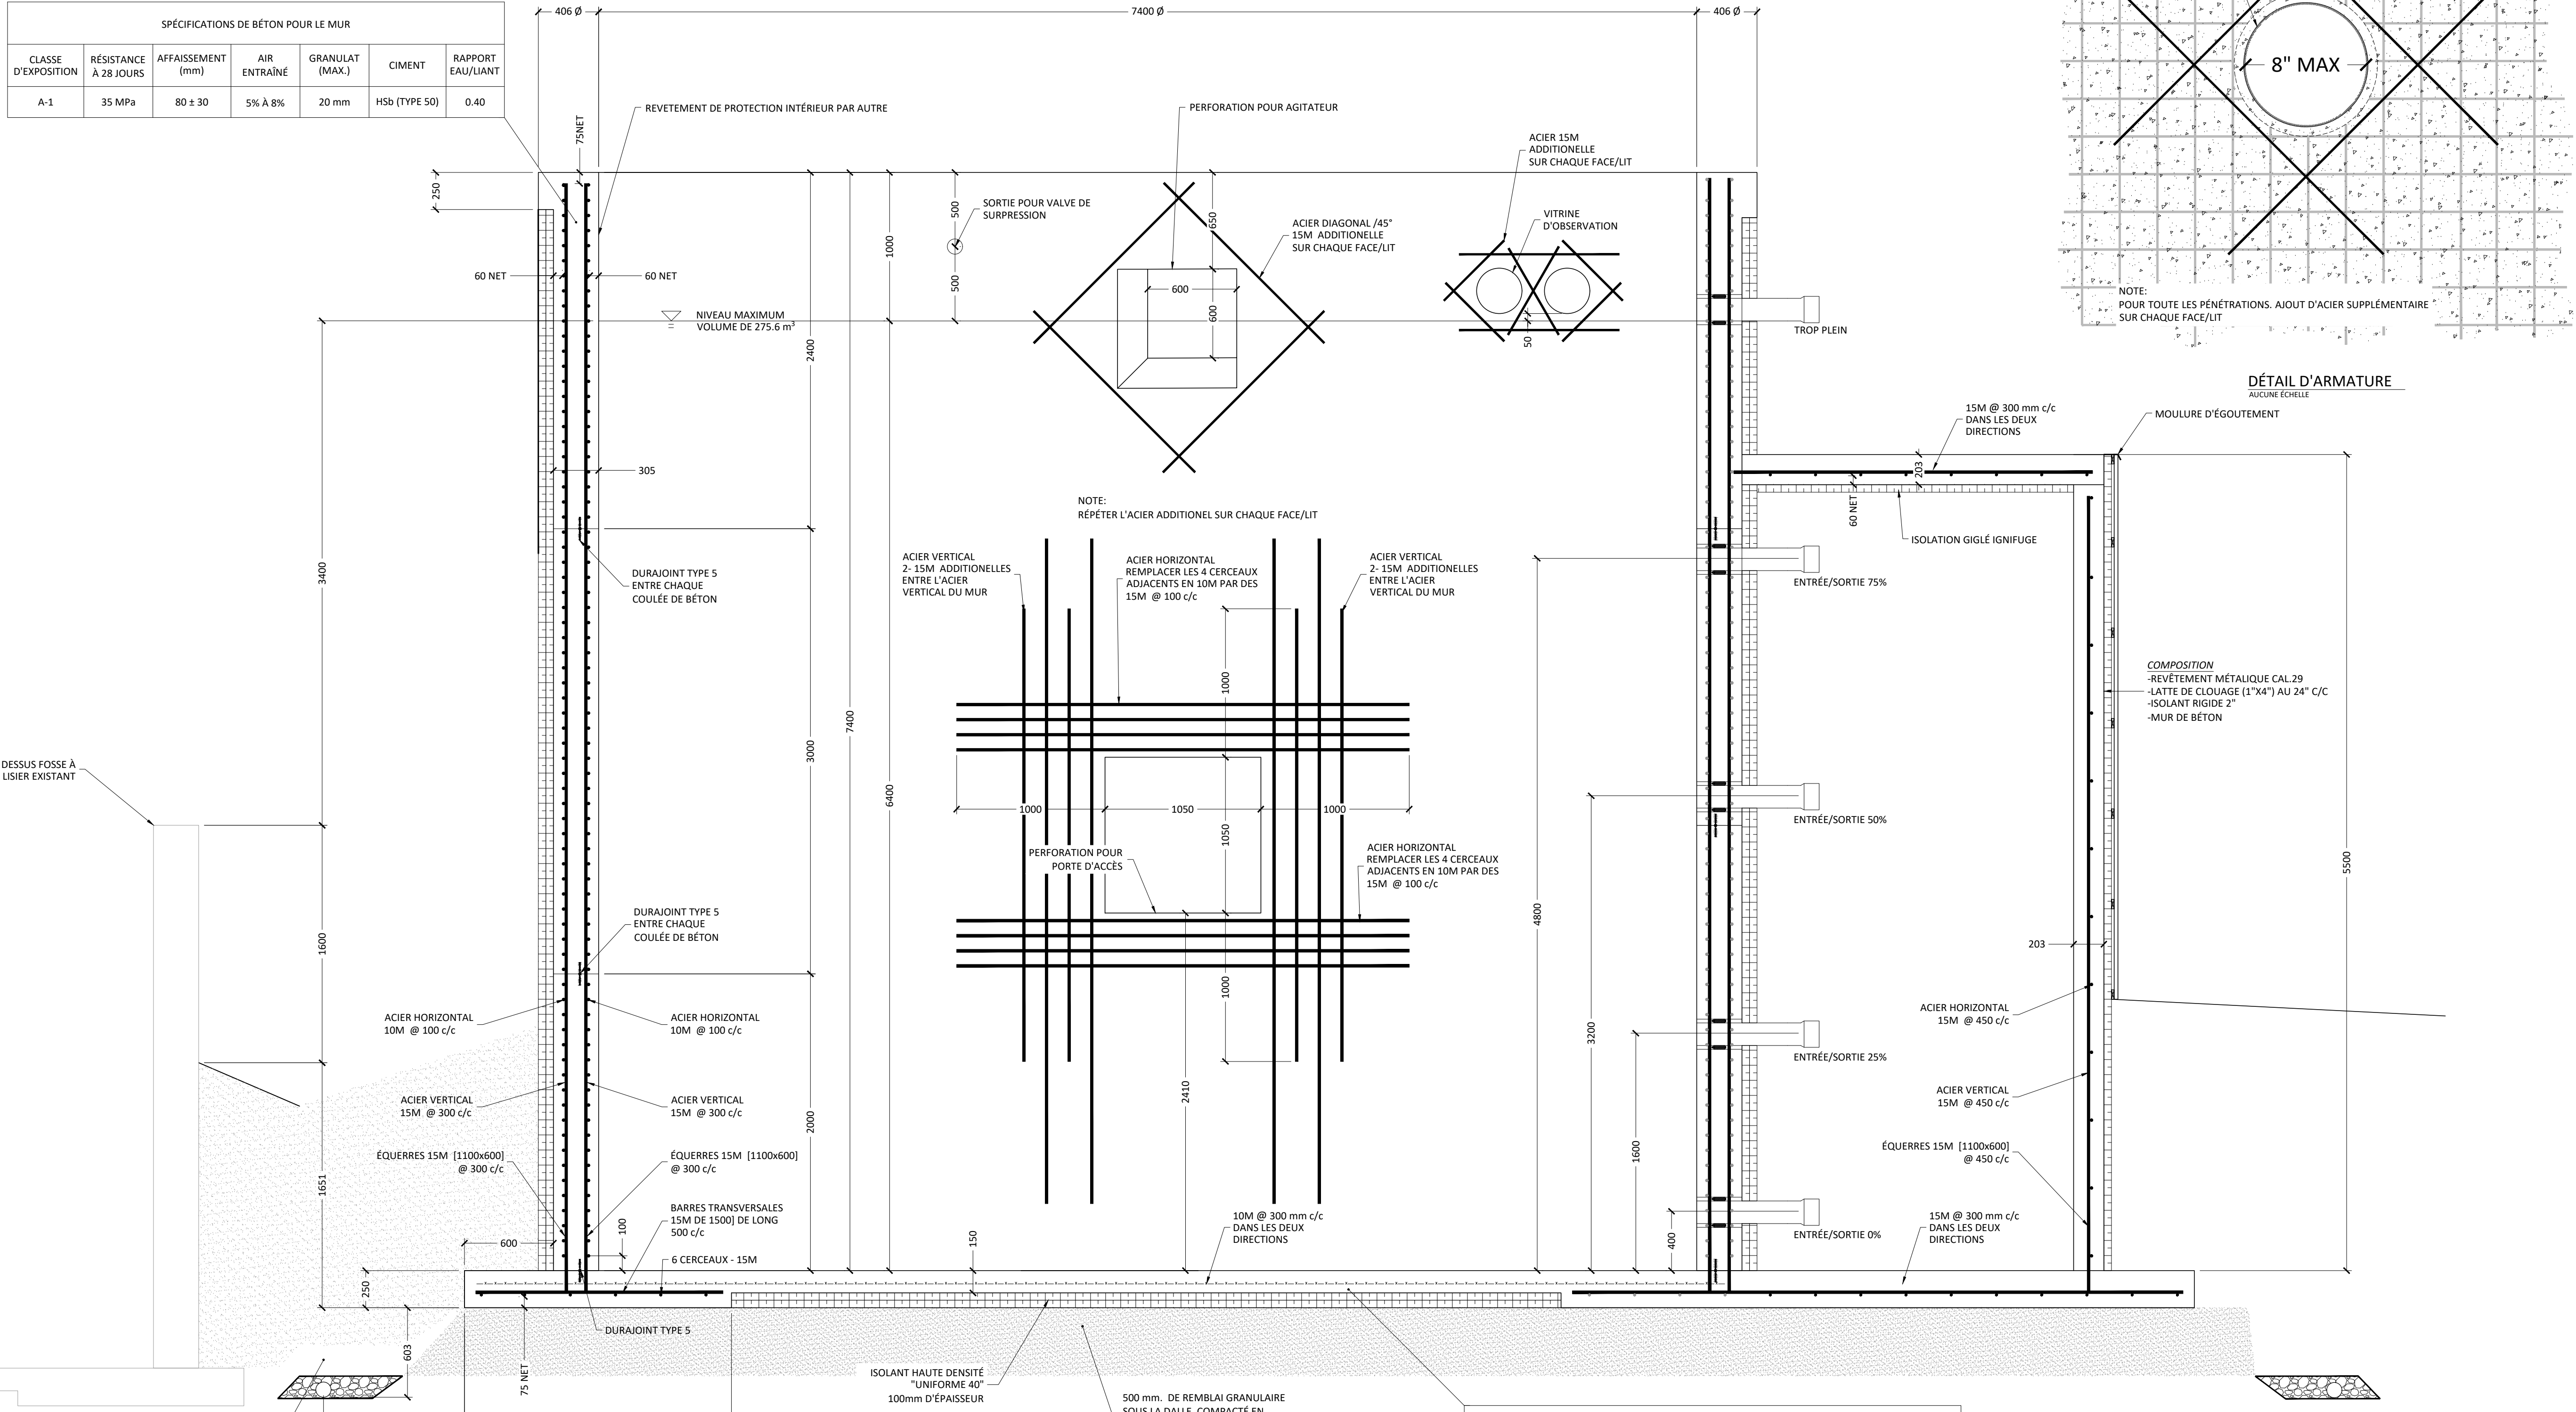 SPÉCIFICATIONS DE BÉTON POUR LE MUR
CLASSE D'EXPOSITION
RÉSISTANCE À 28 JOURS
AFFAISSEMENT (mm)
AIR ENTRAÎNÉ
GRANULAT (MAX.)
CIMENT
RAPPORT EAU/LIANT
A-1
35 MPa
80 ± 30
5% À 8%
20 mm
HSb (TYPE 50)
0.40
406 Ø
7400 Ø
406 Ø
8" MAX
NOTE:
POUR TOUTE LES PÉNÉTRATIONS. AJOUT D'ACIER SUPPLÉMENTAIRE
SUR CHAQUE FACE/LIT
DÉTAIL D'ARMATURE
AUCUNE ÉCHELLE
75NET
250
REVETEMENT DE PROTECTION INTÉRIEUR PAR AUTRE
PERFORATION POUR AGITATEUR
ACIER 15M
ADDITIONELLE
SUR CHAQUE FACE/LIT
SORTIE POUR VALVE DE
SURPRESSION
500
500
1000
650
600
600
ACIER DIAGONAL /45°
15M ADDITIONELLE
SUR CHAQUE FACE/LIT
VITRINE
D'OBSERVATION
50
60 NET
60 NET
NIVEAU MAXIMUM
VOLUME DE 275.6 m³
2400
TROP PLEIN
305
15M @ 300 mm c/c
DANS LES DEUX
DIRECTIONS
MOULURE D'ÉGOUTEMENT
203
60 NET
ISOLATION GIGLÉ IGNIFUGE
NOTE:
RÉPÉTER L'ACIER ADDITIONEL SUR CHAQUE FACE/LIT
3400
DURAJOINT TYPE 5
ENTRE CHAQUE
COULÉE DE BÉTON
ACIER VERTICAL
2- 15M ADDITIONELLES
ENTRE L'ACIER
VERTICAL DU MUR
ACIER HORIZONTAL
REMPLACER LES 4 CERCEAUX
ADJACENTS EN 10M PAR DES
15M @ 100 c/c
ACIER VERTICAL
2- 15M ADDITIONELLES
ENTRE L'ACIER
VERTICAL DU MUR
ENTRÉE/SORTIE 75%
COMPOSITION
-REVÊTEMENT MÉTALIQUE CAL.29
-LATTE DE CLOUAGE (1"X4") AU 24" C/C
-ISOLANT RIGIDE 2"
-MUR DE BÉTON
DESSUS FOSSE À
LISIER EXISTANT
3000
7400
6400
1000
1000
1050
1000
1050
1000
2410
PERFORATION POUR
PORTE D'ACCÈS
ACIER HORIZONTAL
REMPLACER LES 4 CERCEAUX
ADJACENTS EN 10M PAR DES
15M @ 100 c/c
4800
3200
1600
400
ENTRÉE/SORTIE 50%
5500
203
1600
DURAJOINT TYPE 5
ENTRE CHAQUE
COULÉE DE BÉTON
ACIER HORIZONTAL
10M @ 100 c/c
ACIER HORIZONTAL
10M @ 100 c/c
ACIER HORIZONTAL
15M @ 450 c/c
ENTRÉE/SORTIE 25%
ACIER VERTICAL
15M @ 300 c/c
ACIER VERTICAL
15M @ 300 c/c
2000
ACIER VERTICAL
15M @ 450 c/c
ÉQUERRES 15M [1100x600]
@ 300 c/c
ÉQUERRES 15M [1100x600]
@ 300 c/c
ÉQUERRES 15M [1100x600]
@ 450 c/c
1651
BARRES TRANSVERSALES
15M DE 1500] DE LONG
500 c/c
100
6 CERCEAUX - 15M
600
250
150
10M @ 300 mm c/c
DANS LES DEUX
DIRECTIONS
ENTRÉE/SORTIE 0%
15M @ 300 mm c/c
DANS LES DEUX
DIRECTIONS
DURAJOINT TYPE 5
603
75 NET
ISOLANT HAUTE DENSITÉ
"UNIFORME 40"
100mm D'ÉPAISSEUR
500 mm. DE REMBLAI GRANULAIRE
SOUS LA DALLE, COMPACTÉ EN